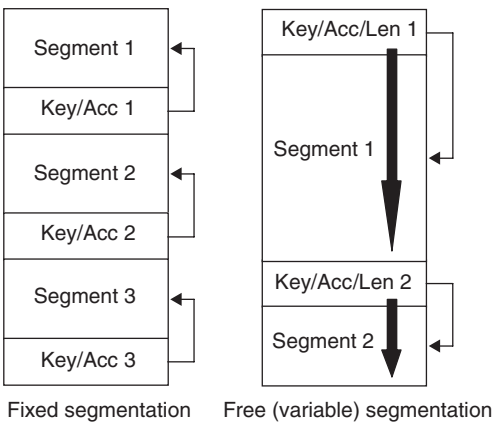 Segment 1
Key/Acc 1
Segment 2
Key/Acc 2
Segment 3
Key/Acc 3
Fixed segmentation
Key/Acc/Len 1
Segment 1
Key/Acc/Len 2
Segment 2
Free (variable) segmentation